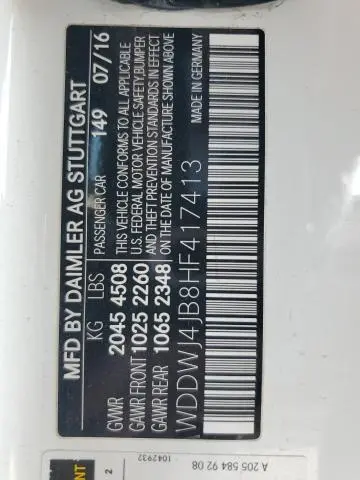 MFD BY DAIMLER AG STUTTGART
PASSENGER CAR 149 07/16
KG LBS
GVWR 2045 4508
GAWR FRONT 1025 2260
GAWR REAR 1065 2348
THIS VEHICLE CONFORMS TO ALL APPLICABLE
U.S. FEDERAL MOTOR VEHICLE SAFETY,BUMPER
AND THEFT PREVENTION STANDARDS IN EFFECT
ON THE DATE OF MANUFACTURE SHOWN ABOVE
MADE IN GERMANY
WDDWJ4JB8HF417413
A 205 584 92 08
1042932
2